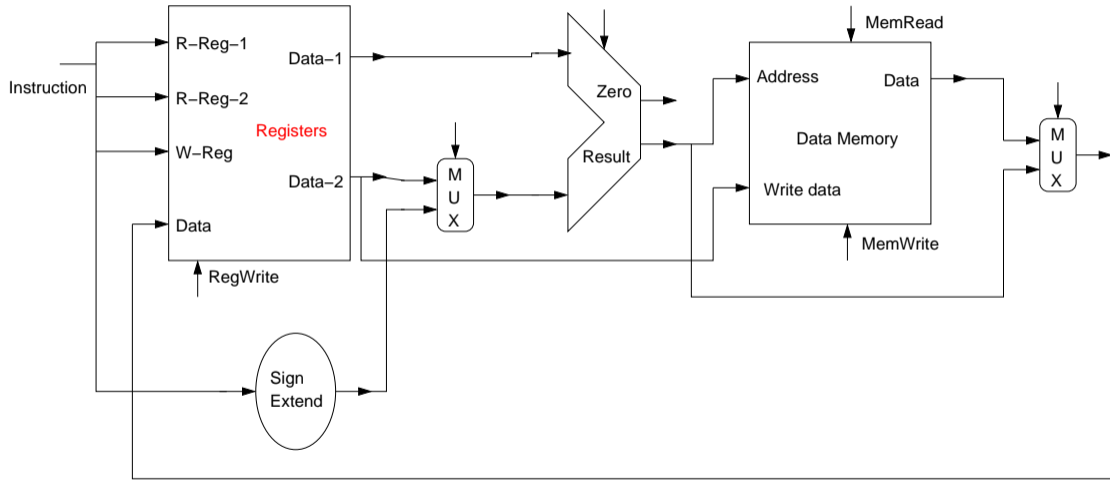 MemRead
R-Reg-1
Data-1
Instruction
Address
Data
Zero
R-Reg-2
Registers
M
U
X
Data Memory
W-Reg
Result
M
U
X
Data-2
Write data
Data
MemWrite
RegWrite
Sign
Extend